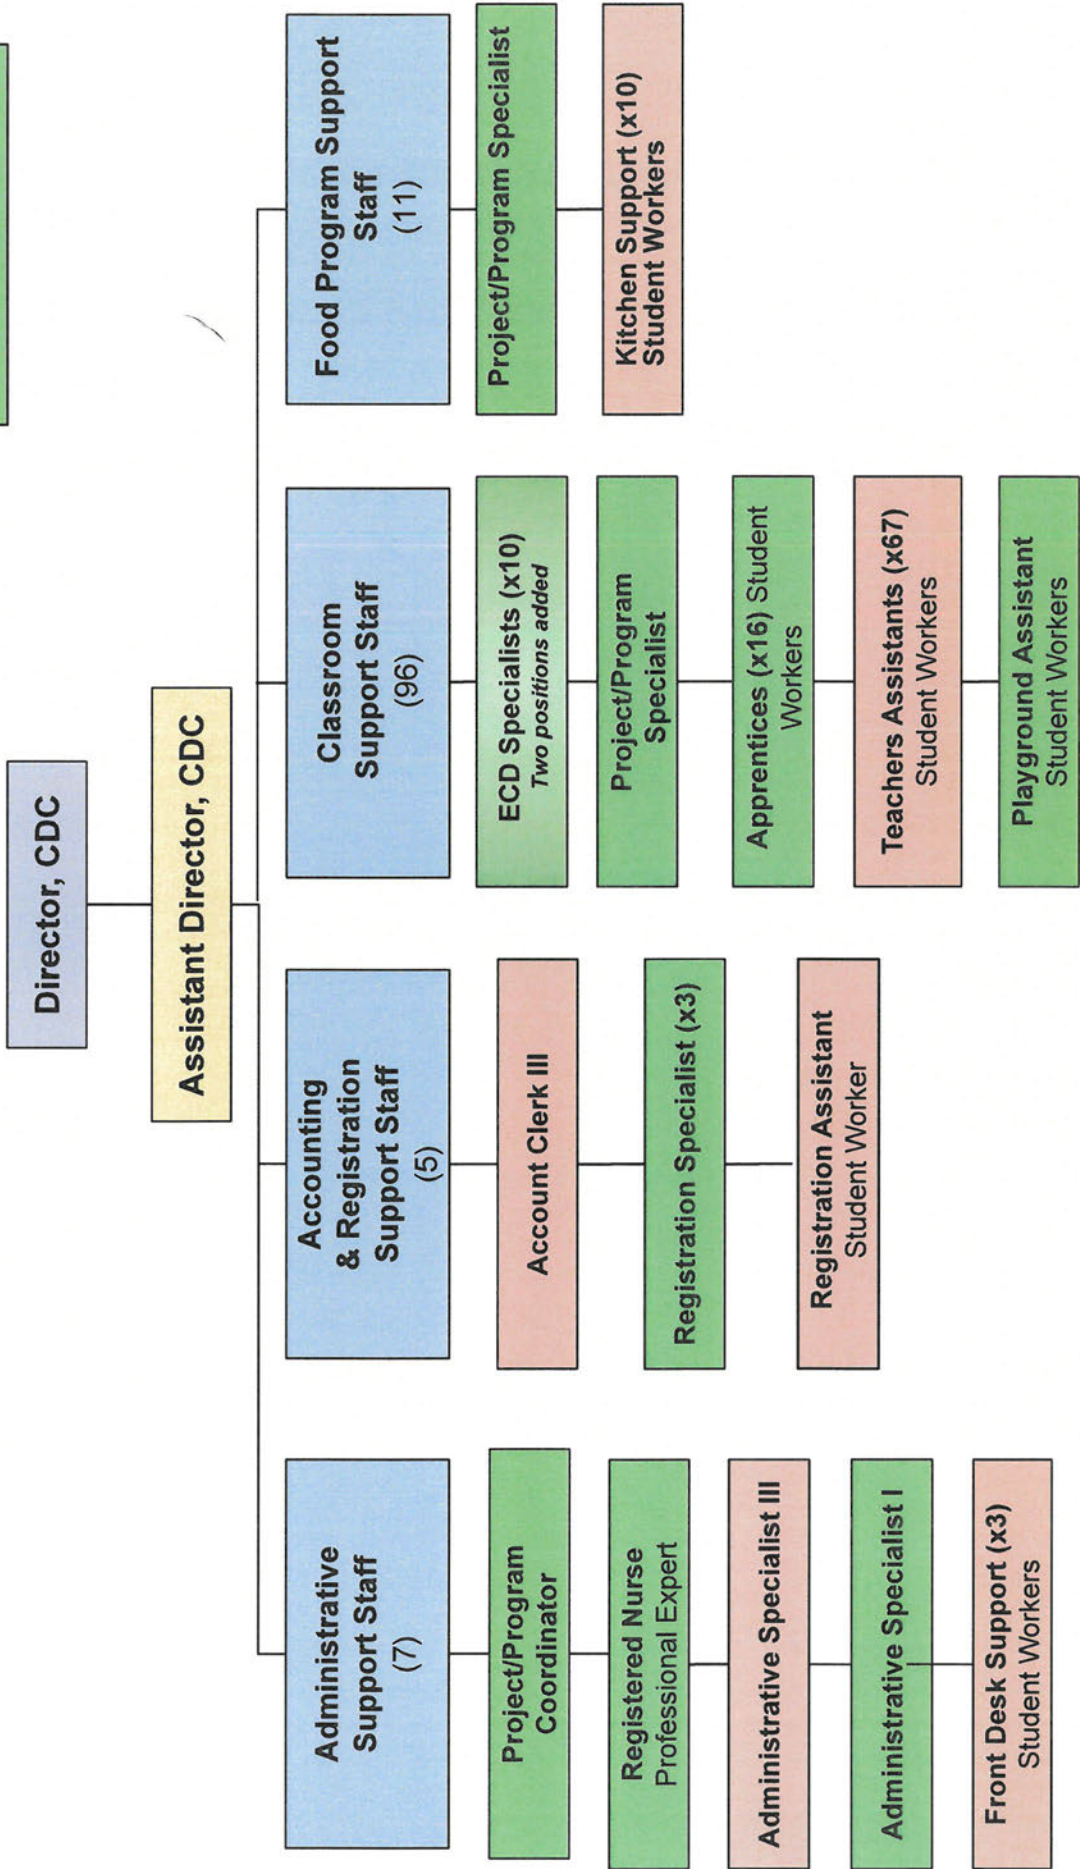 Director, CDC
Assistant Director, CDC
Administrative
Support Staff
(7)
Project/Program
Coordinator
Registered Nurse
Professional Expert
Administrative Specialist III
Administrative Specialist I
Front Desk Support (x3)
Student Workers
Accounting
& Registration
Support Staff
(5)
Account Clerk III
Registration Specialist (x3)
Registration Assistant
Student Worker
Classroom
Support Staff
(96)
ECD Specialists (x10)
Two positions added
Project/Program
Specialist
Apprentices (x16) Student
Workers
Teachers Assistants (x67)
Student Workers
Playground Assistant
Student Workers
Food Program Support
Staff
(11)
Project/Program Specialist
Kitchen Support (x10)
Student Workers